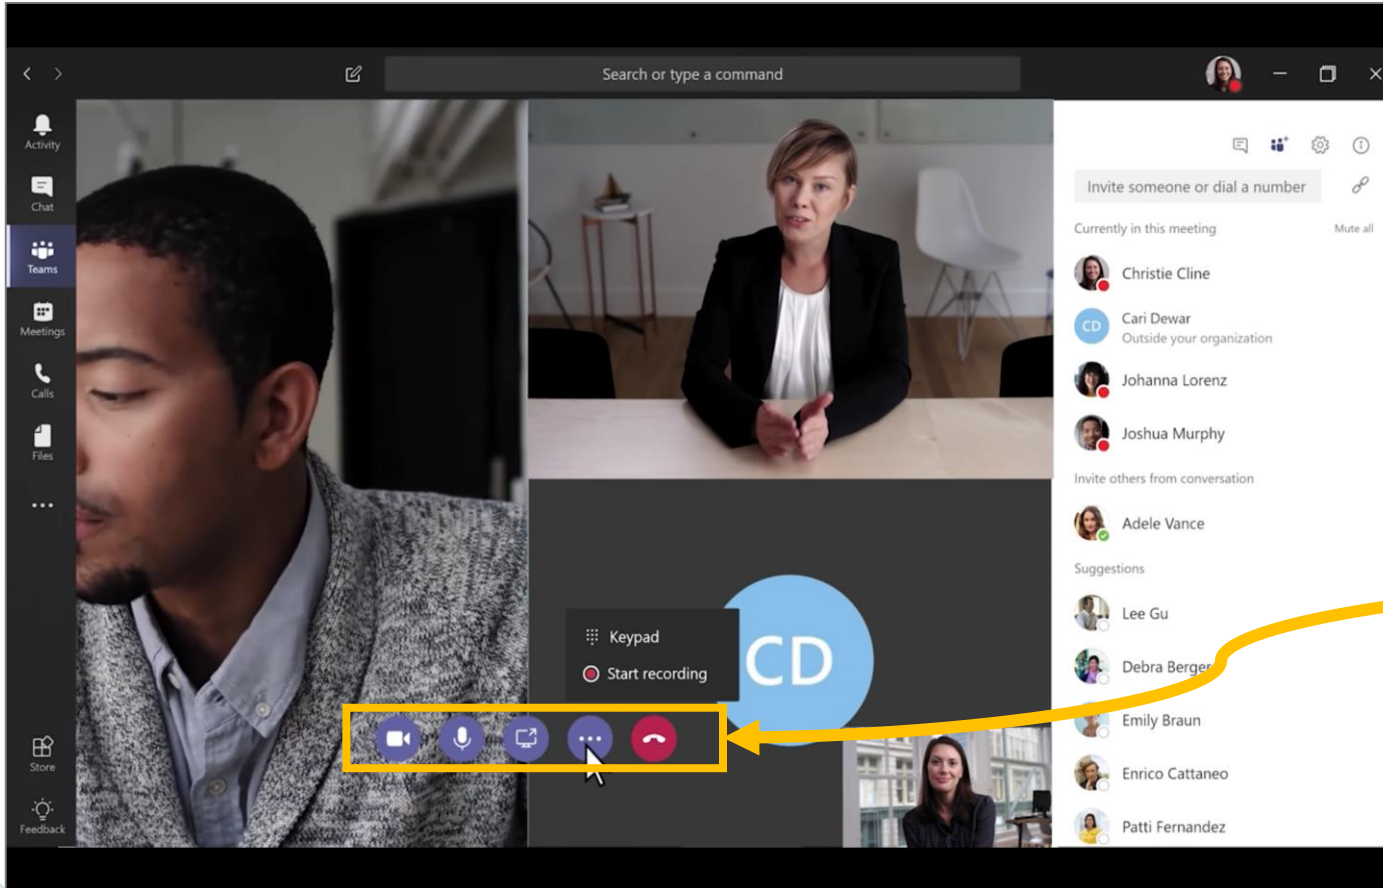 Search or type a command
Activity
Chat
Teams
Meetings
Calls
Files
Store
Feedback
Keypad
Start recording
CD
Invite someone or dial a number
Currently in this meeting Mute all
Christie Cline
CD
Cari Dewar
Outside your organization
Johanna Lorenz
Joshua Murphy
Invite others from conversation
Adele Vance
Suggestions
Lee Gu
Debra Berger
Emily Braun
Enrico Cattaneo
Patti Fernandez